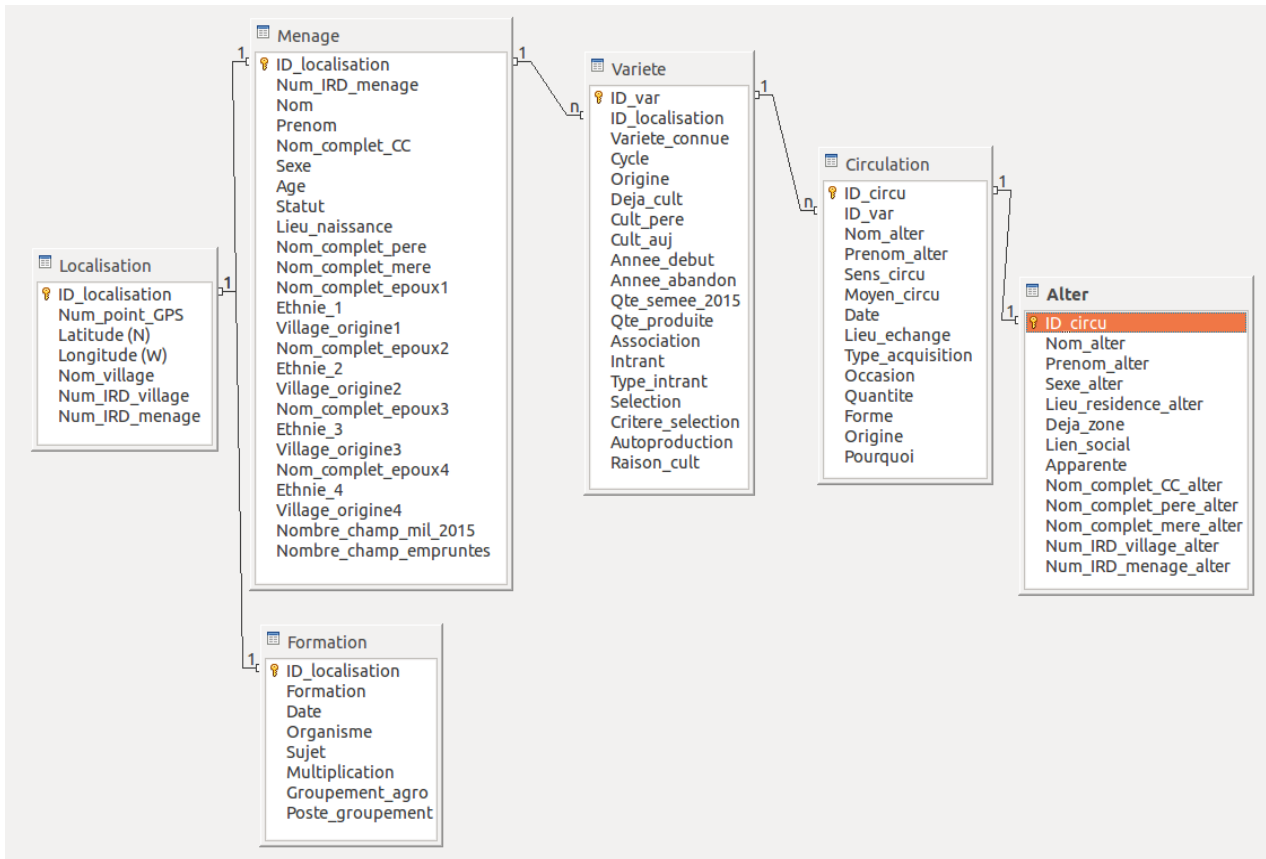 Menage
ID_localisation
Num_IRD_menage
Nom
Prenom
Nom_complet_CC
Sexe
Age
Statut
Lieu_naissance
Nom_complet_pere
Nom_complet_mere
Nom_complet_epoux1
Ethnie_1
Village_origine1
Nom_complet_epoux2
Ethnie_2
Village_origine2
Nom_complet_epoux3
Ethnie_3
Village_origine3
Nom_complet_epoux4
Ethnie_4
Village_origine4
Nombre_champ_mil_2015
Nombre_champ_empruntes
1
1
n
Variete
ID_var
ID_localisation
Variete_connue
Cycle
Origine
Deja_cult
Cult_pere
Cult_auj
Annee_debut
Annee_abandon
Qte_semee_2015
Qte_produite
Association
Intrant
Type_intrant
Selection
Critere_selection
Autoproduction
Raison_cult
1
n
Circulation
ID_circu
ID_var
Nom_alter
Prenom_alter
Sens_circu
Moyen_circu
Date
Lieu_echange
Type_acquisition
Occasion
Quantite
Forme
Origine
Pourquoi
1
1
Alter
ID_circu
Nom_alter
Prenom_alter
Sexe_alter
Lieu_residence_alter
Deja_zone
Lien_social
Apparente
Nom_complet_CC_alter
Nom_complet_pere_alter
Nom_complet_mere_alter
Num_IRD_village_alter
Num_IRD_menage_alter
Localisation
ID_localisation
Num_point_GPS
Latitude (N)
Longitude (W)
Nom_village
Num_IRD_village
Num_IRD_menage
1
1
Formation
ID_localisation
Formation
Date
Organisme
Sujet
Multiplication
Groupement_agro
Poste_groupement